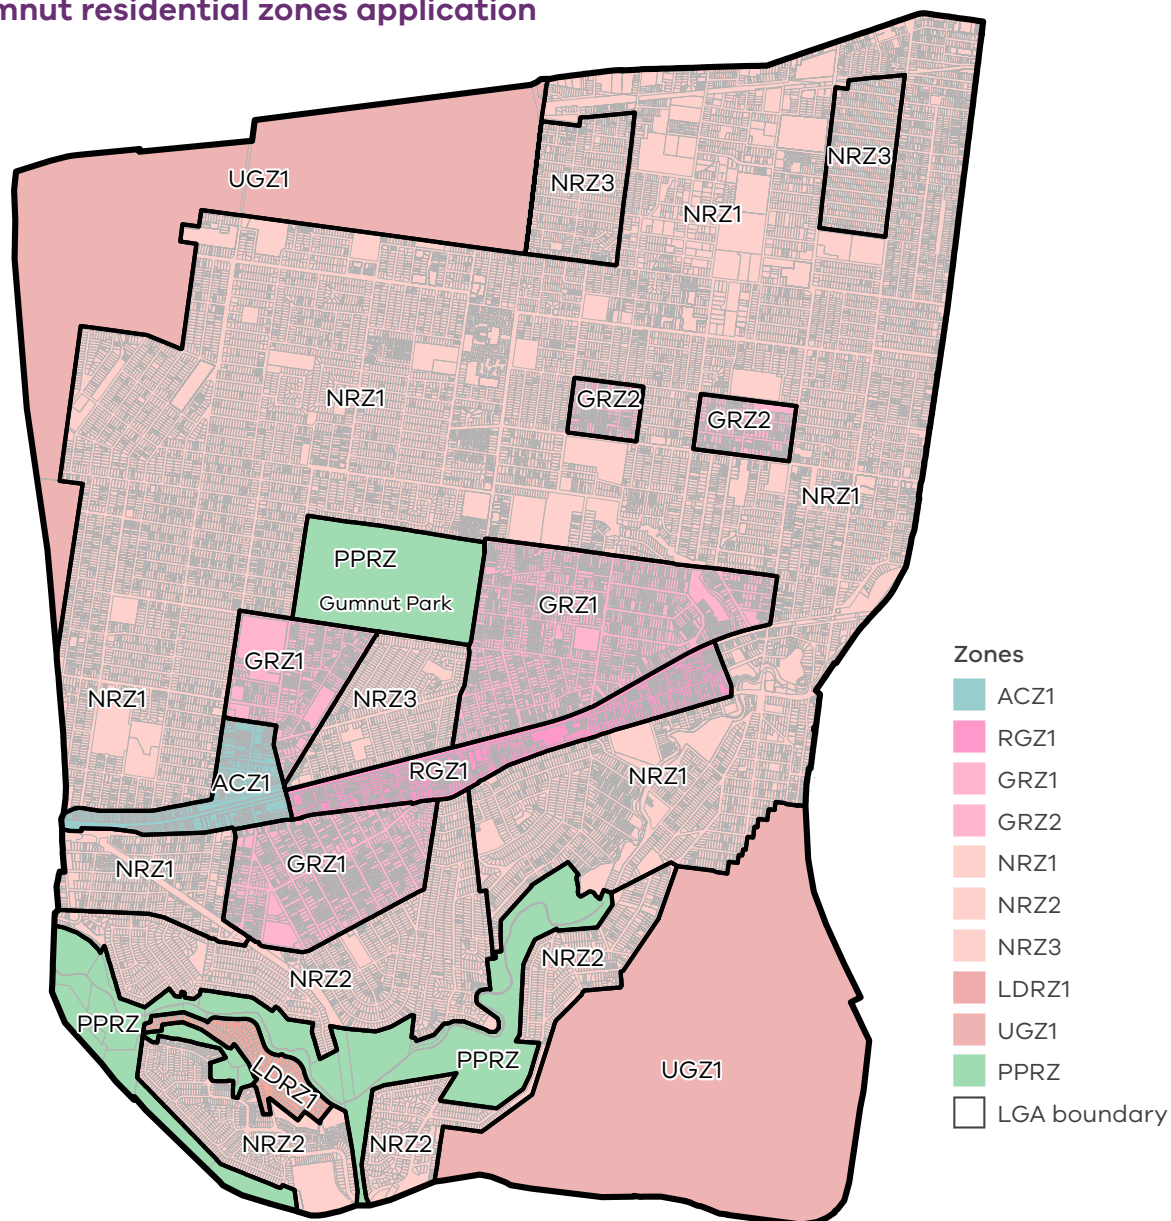 mnut residential zones application
UGZ1
NRZ3
NRZ3
NRZ1
NRZ1
GRZ2
GRZ2
NRZ1
PPRZ
Gumnut Park
GRZ1
GRZ1
NRZ3
NRZ1
RGZ1
ACZ1
NRZ1
GRZ1
NRZ1
NRZ2
NRZ2
PPRZ
PPRZ
LDRZ1
UGZ1
NRZ2
NRZ2
Zones
ACZ1
RGZ1
GRZ1
GRZ2
NRZ1
NRZ2
NRZ3
LDRZ1
UGZ1
PPRZ
LGA boundary